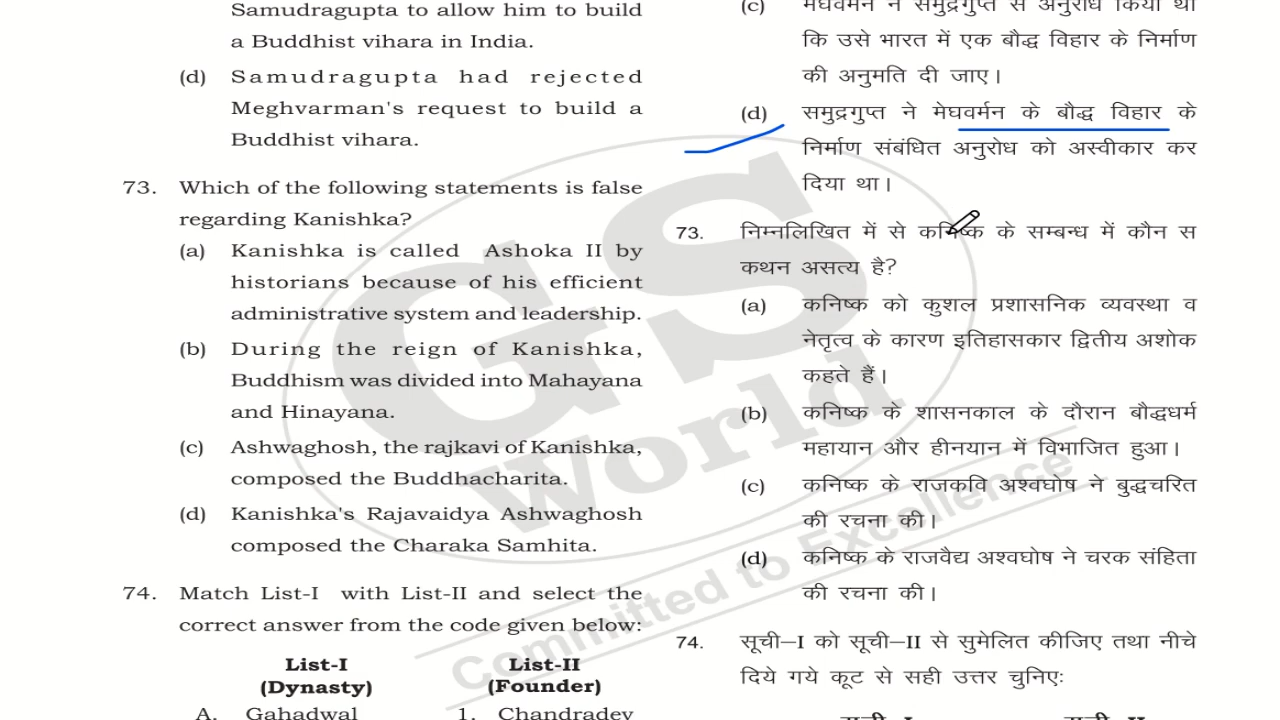 Samudragupta to allow him to build
a Buddhist vihara in India.
(d) Samudragupta had rejected
Meghvarman's request to build a
Buddhist vihara.
73. Which of the following statements is false
regarding Kanishka?
(a) Kanishka is called Ashoka II by
historians because of his efficient
administrative system and leadership.
(b) During the reign of Kanishka,
Buddhism was divided into Mahayana
and Hinayana.
(c) Ashwaghosh, the rajkavi of Kanishka,
composed the Buddhacharita.
(d) Kanishka's Rajavaidya Ashwaghosh
composed the Charaka Samhita.
74. Match List-I with List-II and select the
correct answer from the code given below:
List-I List-II
(Dynasty) (Founder)
A. Gahadwal 1. Chandradev
(c) मेघवर्मन ने समुद्रगुप्त से अनुरोध किया था
कि उसे भारत में एक बौद्ध विहार के निर्माण
की अनुमति दी जाए।
(d) समुद्रगुप्त ने मेघवर्मन के बौद्ध विहार के
निर्माण संबंधित अनुरोध को अस्वीकार कर
दिया था।
73. निम्नलिखित में से कनिष्क के सम्बन्ध में कौन स
कथन असत्य है?
(a) कनिष्क को कुशल प्रशासनिक व्यवस्था व
नेतृत्व के कारण इतिहासकार द्वितीय अशोक
कहते हैं।
(b) कनिष्क के शासनकाल के दौरान बौद्धधर्म
महायान और हीनयान में विभाजित हुआ।
(c) कनिष्क के राजकवि अश्वघोष ने बुद्धचरित
की रचना की।
(d) कनिष्क के राजवैद्य अश्वघोष ने चरक संहिता
की रचना की।
74. सूची–I को सूची–II से सुमेलित कीजिए तथा नीचे
दिये गये कूट से सही उत्तर चुनिएः
सूची–I सूची–II
GS
World
Committed to Excellence